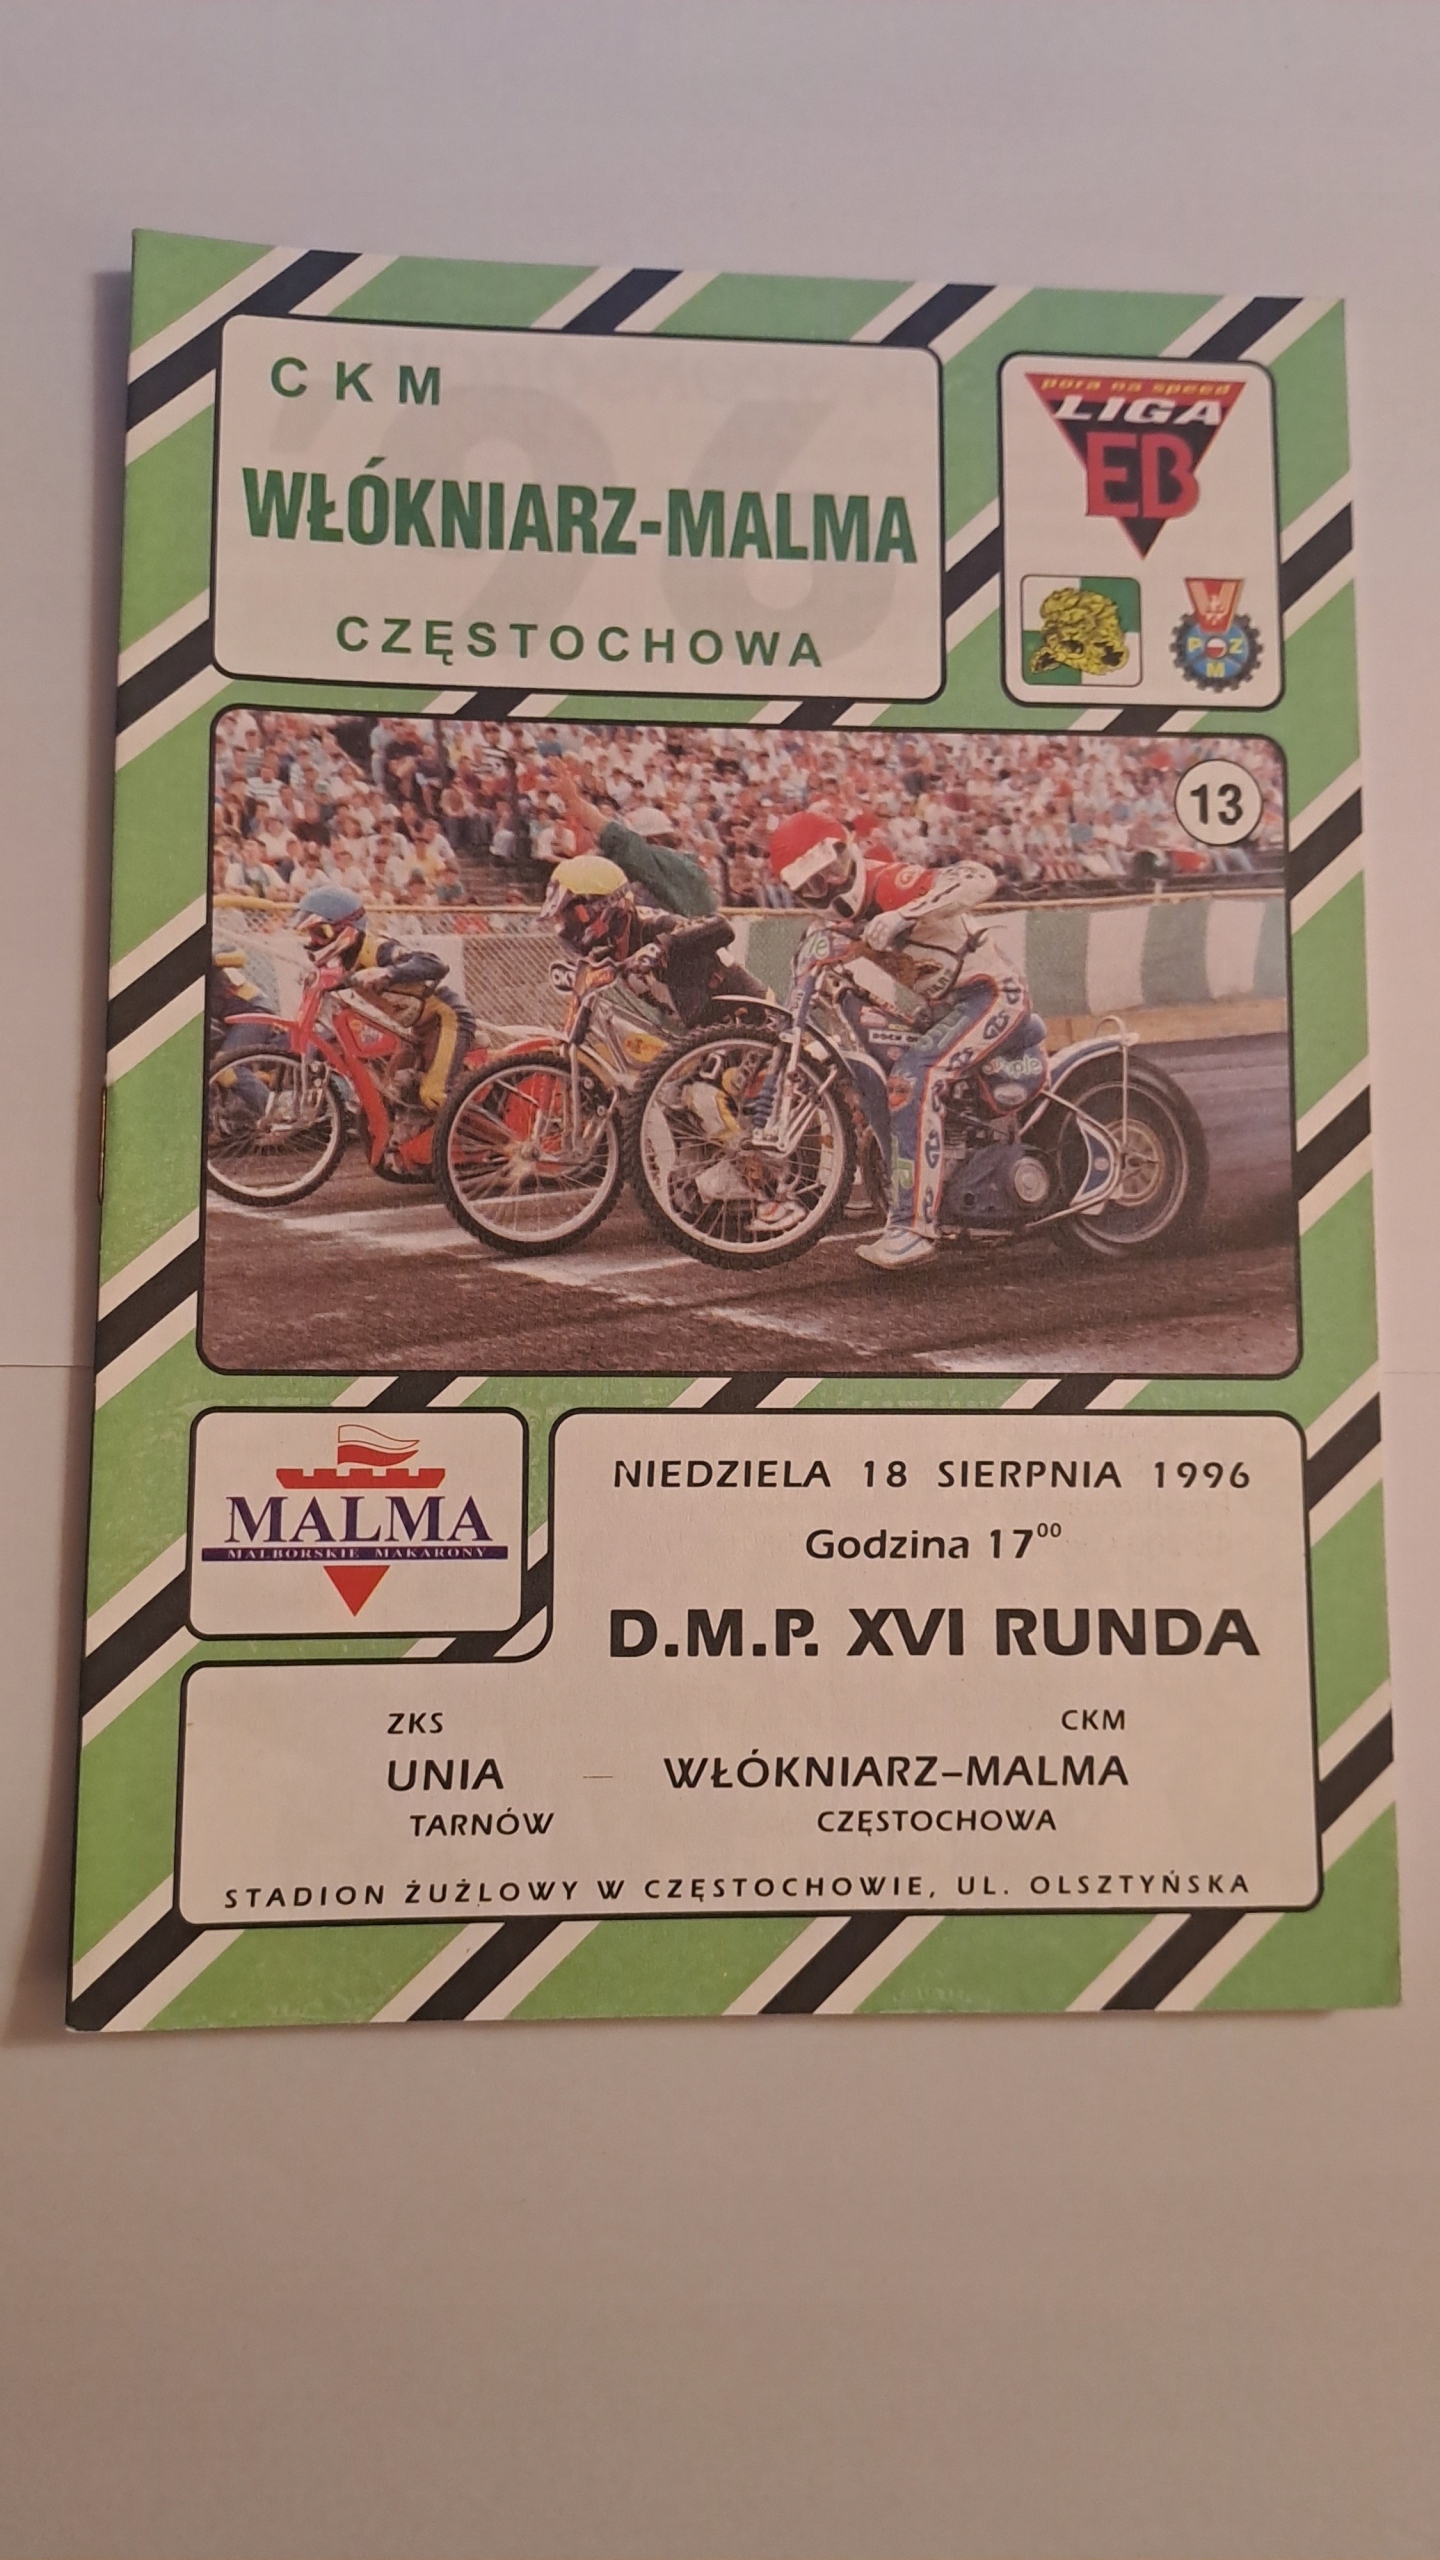 CKM
'96
WŁÓKNIARZ-MALMA
CZĘSTOCHOWA
pora na speed
LIGA
EB
P Z
M
13
MALMA
MALBORSKIE MAKARONY
NIEDZIELA 18 SIERPNIA 1996
Godzina 17⁰⁰
D.M.P. XVI RUNDA
ZKS
CKM
UNIA — WŁÓKNIARZ–MALMA
TARNÓW
CZĘSTOCHOWA
STADION ŻUŻLOWY W CZĘSTOCHOWIE, UL. OLSZTYŃSKA